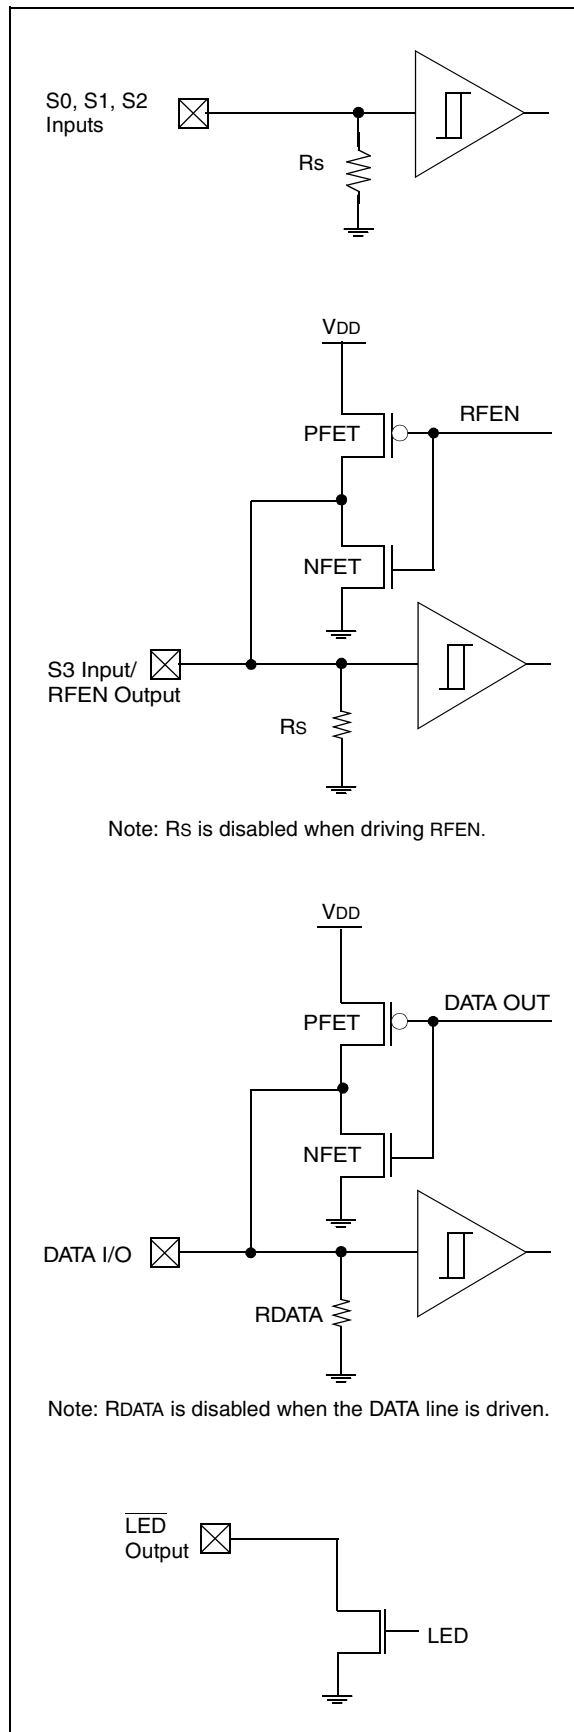 S0, S1, S2
Inputs
RS
VDD
PFET
RFEN
NFET
S3 Input/
RFEN Output
RS
Note: RS is disabled when driving RFEN.
VDD
PFET
DATA OUT
NFET
DATA I/O
RDATA
Note: RDATA is disabled when the DATA line is driven.
LED
Output
LED